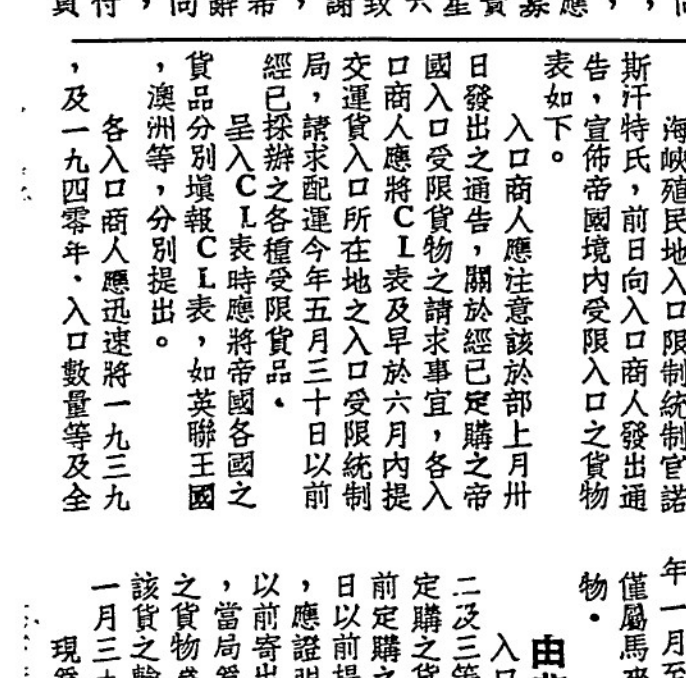 海峽殖民地入口限制統制官諾
斯汗特氏，前日向入口商人發出通
告，宣佈帝國境内受限入口之貨物
表如下。
入口商人應注意該於部上月卅
日發出之通告，關於經已定購之帝
國入口受限貨物之請求事宜，各入
口商人應將CI表及早於六月內提
交運貨入口所在地之入口受限統制
局，請求配運今年五月三十日以前
經已採辦之各種受限貨品．
呈入CL表時應將帝國各國之
貨品分別塡報CL表，如英聯王國
，澳洲等，分別提出。
各入口商人應迅速將一九三九
，及一九四零年．入口數量等及全
年一月至
僅屬馬
物．
由
入口
二及三等
定購之貨
前定購之
日以前提
，應證明
以前寄出
，當局
之貨物
該貨之輸
一月三十
現